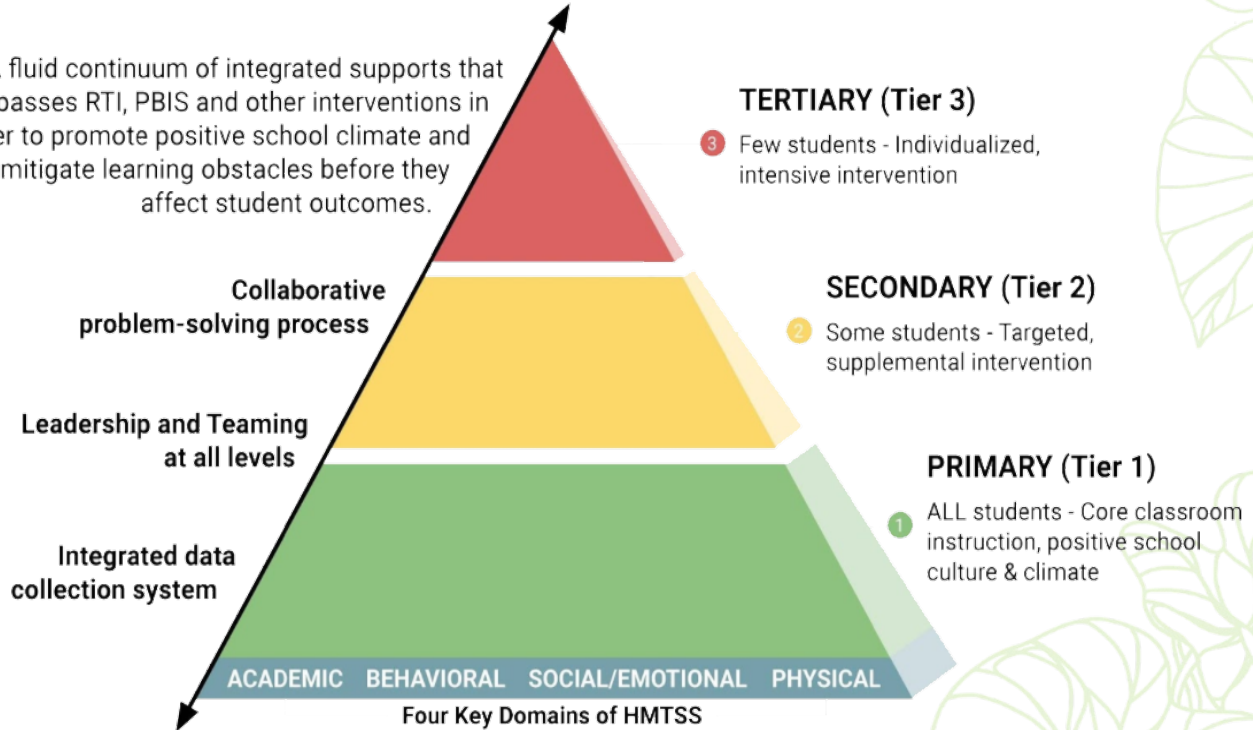 fluid continuum of integrated supports that
passes RTI, PBIS and other interventions in
er to promote positive school climate and
mitigate learning obstacles before they
affect student outcomes.
Collaborative
problem-solving process
Leadership and Teaming
at all levels
Integrated data
collection system
TERTIARY (Tier 3)
3 Few students - Individualized,
intensive intervention
SECONDARY (Tier 2)
2 Some students - Targeted,
supplemental intervention
PRIMARY (Tier 1)
1 ALL students - Core classroom
instruction, positive school
culture & climate
ACADEMIC BEHAVIORAL SOCIAL/EMOTIONAL PHYSICAL
Four Key Domains of HMTSS